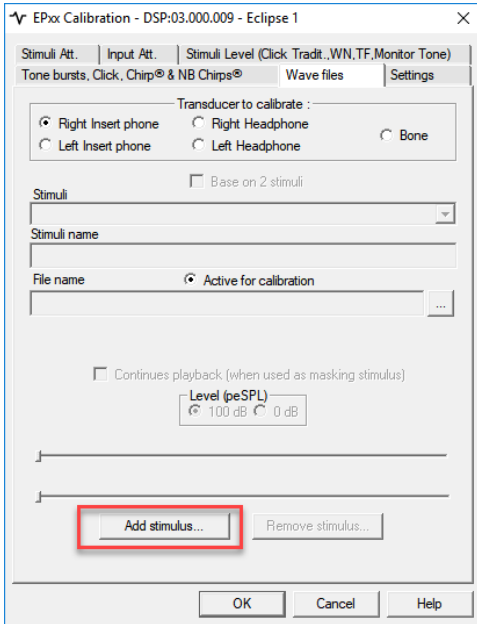 EPxx Calibration - DSP:03.000.009 - Eclipse 1
Stimuli Att. Input Att. Stimuli Level (Click Tradit.,WN,TF,Monitor Tone)
Tone bursts, Click, Chirp® & NB Chirps® Wave files Settings
Transducer to calibrate :
Right Insert phone Right Headphone
Bone
Left Insert phone Left Headphone
Base on 2 stimuli
Stimuli
Stimuli name
File name Active for calibration
...
Continues playback (when used as masking stimulus)
Level (peSPL)
100 dB 0 dB
Add stimulus... Remove stimulus...
OK Cancel Help